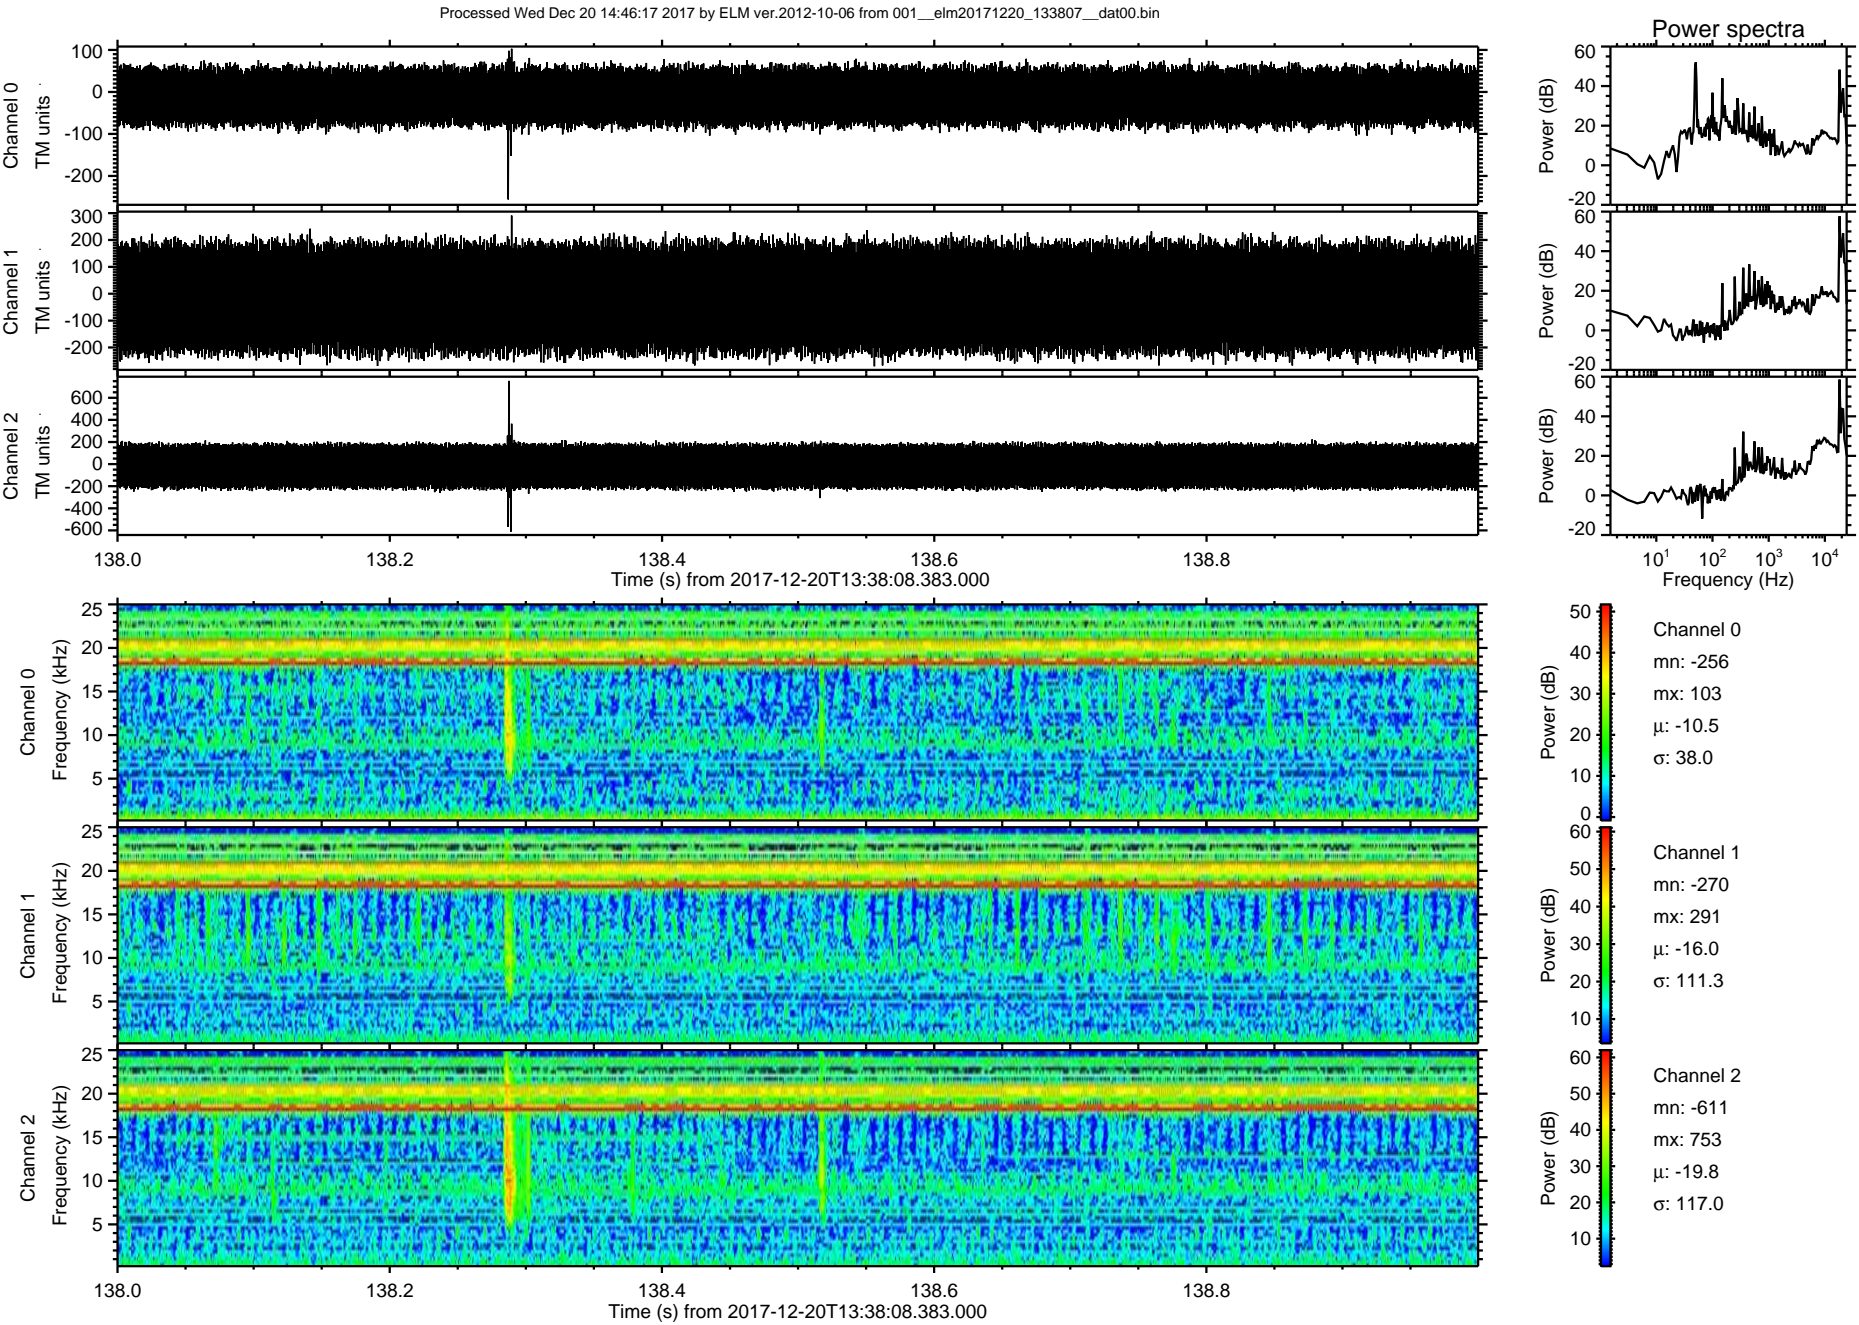 Processed Wed Dec 20 14:46:17 2017 by ELM ver.2012-10-06 from 001__elm20171220_133807__dat00.bin
Power spectra
Channel 0
TM units
100
0
-100
-200
Power (dB)
60
40
20
0
-20
Channel 1
TM units
300
200
100
0
-100
-200
Power (dB)
60
40
20
0
-20
Channel 2
TM units
600
400
200
0
-200
-400
-600
Power (dB)
60
40
20
0
-20
138.0 138.2 138.4 138.6 138.8
Time (s) from 2017-12-20T13:38:08.383.000
10^1 10^2 10^3 10^4
Frequency (Hz)
Channel 0
Frequency (kHz)
25
20
15
10
5
Power (dB)
50
40
30
20
10
0
Channel 0
mn: -256
mx: 103
μ: -10.5
σ: 38.0
Channel 1
Frequency (kHz)
25
20
15
10
5
Power (dB)
60
50
40
30
20
10
Channel 1
mn: -270
mx: 291
μ: -16.0
σ: 111.3
Channel 2
Frequency (kHz)
25
20
15
10
5
Power (dB)
60
50
40
30
20
10
Channel 2
mn: -611
mx: 753
μ: -19.8
σ: 117.0
138.0 138.2 138.4 138.6 138.8
Time (s) from 2017-12-20T13:38:08.383.000